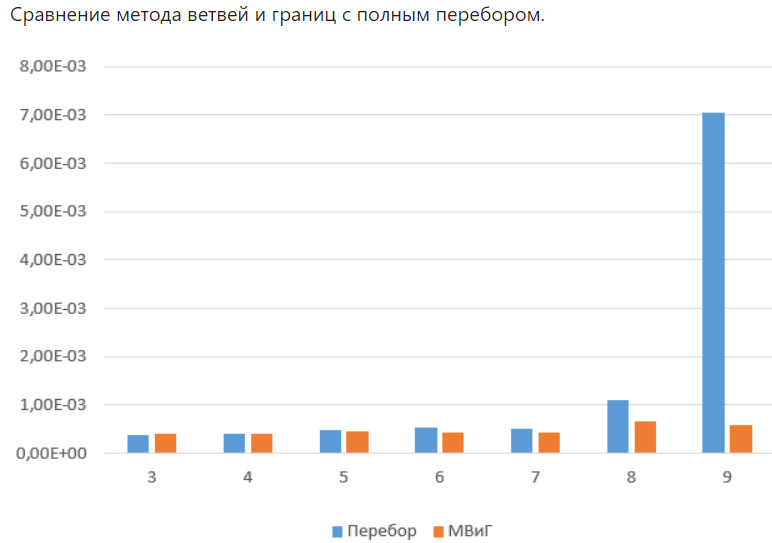 Сравнение метода ветвей и границ с полным перебором.
8,00E-03
7,00E-03
6,00E-03
5,00E-03
4,00E-03
3,00E-03
2,00E-03
1,00E-03
0,00E+00
3 4 5 6 7 8 9
Перебор МВиГ